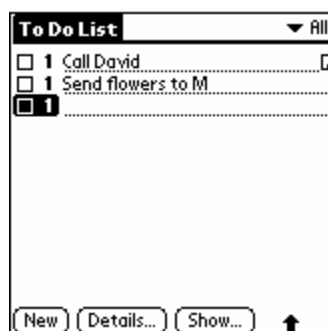 To Do List All
1 Call David
1 Send flowers to M
1
New Details... Show...